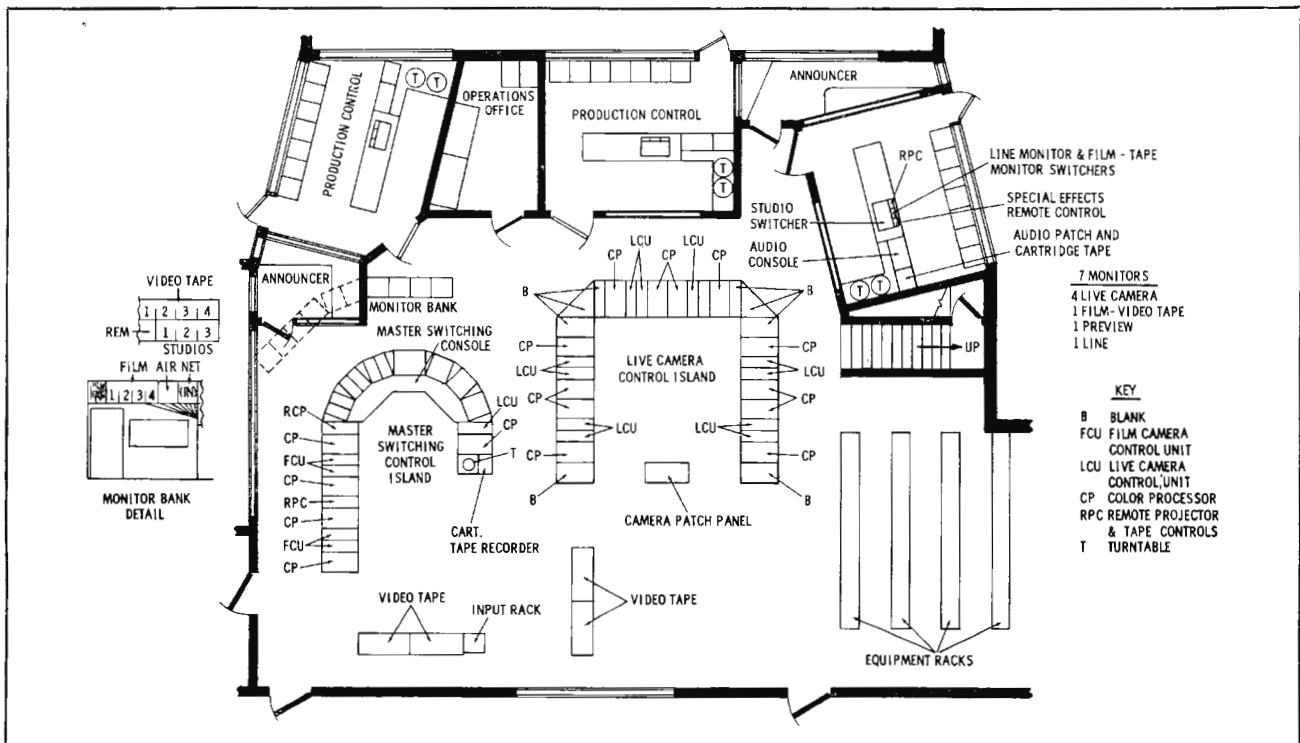 PRODUCTION CONTROL
T
T
OPERATIONS
OFFICE
PRODUCTION CONTROL
T
T
ANNOUNCER
RPC
LINE MONITOR & FILM - TAPE
MONITOR SWITCHERS
STUDIO
SWITCHER
SPECIAL EFFECTS
REMOTE CONTROL
AUDIO
CONSOLE
AUDIO PATCH AND
CARTRIDGE TAPE
T
T
7 MONITORS
4 LIVE CAMERA
1 FILM-VIDEO TAPE
1 PREVIEW
1 LINE
UP
ANNOUNCER
MONITOR BANK
VIDEO TAPE
1 2 3 4
REM 1 2 3
STUDIOS
FILM AIR NET
1 2 3 4
MONITOR BANK
DETAIL
MASTER SWITCHING
CONSOLE
RCP
CP
FCU
CP
RPC
CP
FCU
CP
MASTER
SWITCHING
CONTROL
ISLAND
LCU
CP
T
CART.
TAPE RECORDER
LCU
LCU
CP
CP
CP
B
B
CP
LCU
CP
LCU
CP
B
LIVE CAMERA
CONTROL ISLAND
CP
LCU
CP
LCU
CP
B
CAMERA PATCH PANEL
KEY
B BLANK
FCU FILM CAMERA
CONTROL UNIT
LCU LIVE CAMERA
CONTROL UNIT
CP COLOR PROCESSOR
RPC REMOTE PROJECTOR
& TAPE CONTROLS
T TURNTABLE
VIDEO TAPE
INPUT RACK
VIDEO TAPE
EQUIPMENT RACKS